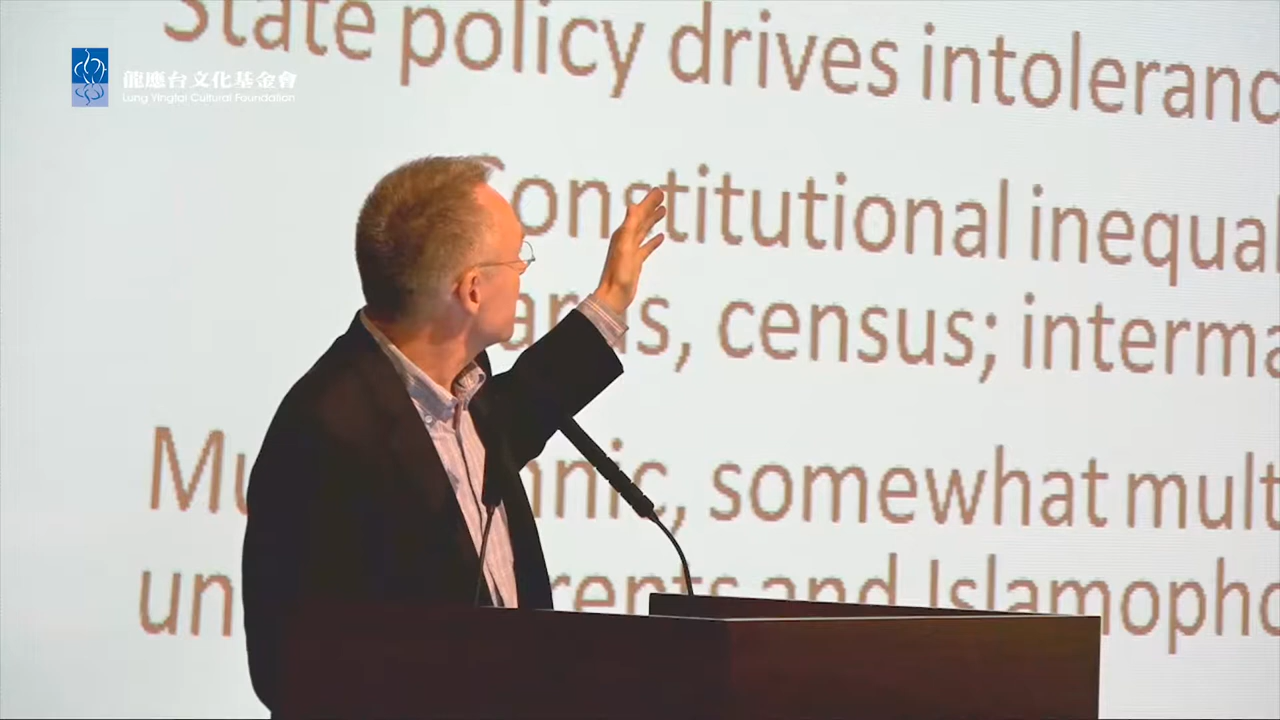 龍應台文化基金會
Lung Yingtai Cultural Foundation
State policy drives intoleranc
Constitutional inequal
census; interma
somewhat mult
and Islamopho